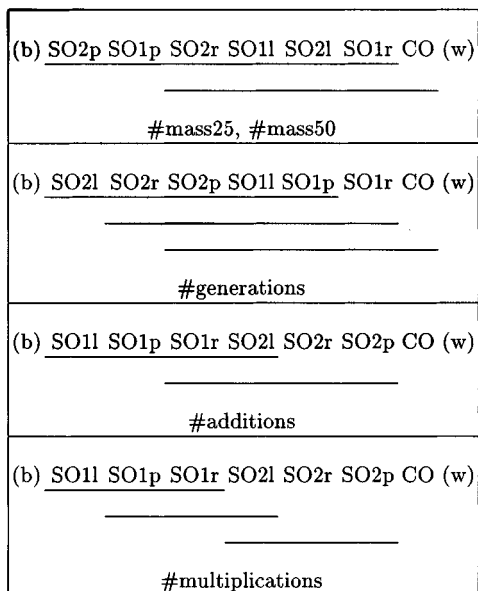 (b) SO2p SO1p SO2r SO1l SO2l SO1r CO (w)
#mass25, #mass50
(b) SO2l SO2r SO2p SO1l SO1p SO1r CO (w)
#generations
(b) SO1l SO1p SO1r SO2l SO2r SO2p CO (w)
#additions
(b) SO1l SO1p SO1r SO2l SO2r SO2p CO (w)
#multiplications